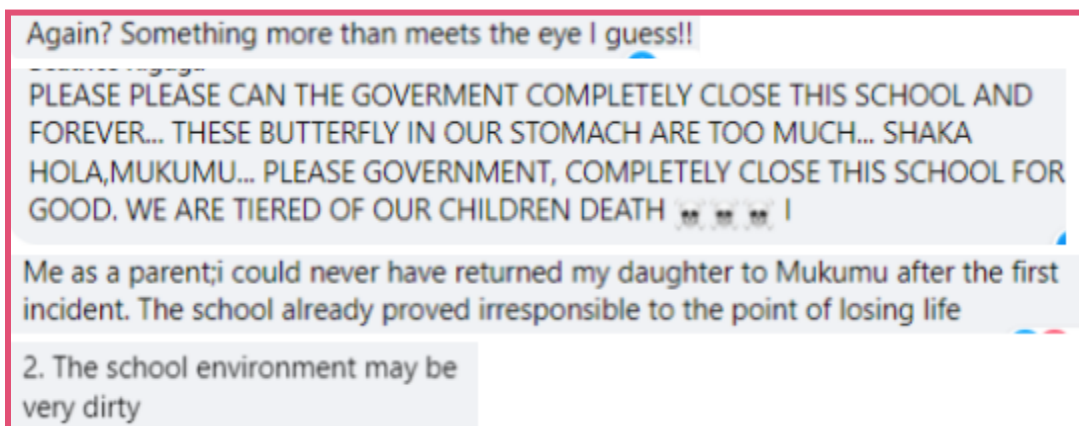 Again? Something more than meets the eye I guess!!
PLEASE PLEASE CAN THE GOVERMENT COMPLETELY CLOSE THIS SCHOOL AND
FOREVER... THESE BUTTERFLY IN OUR STOMACH ARE TOO MUCH... SHAKA
HOLA,MUKUMU... PLEASE GOVERNMENT, COMPLETELY CLOSE THIS SCHOOL FOR
GOOD. WE ARE TIERED OF OUR CHILDREN DEATH ☠️ ☠️ ☠️ I
Me as a parent;i could never have returned my daughter to Mukumu after the first
incident. The school already proved irresponsible to the point of losing life
2. The school environment may be
very dirty